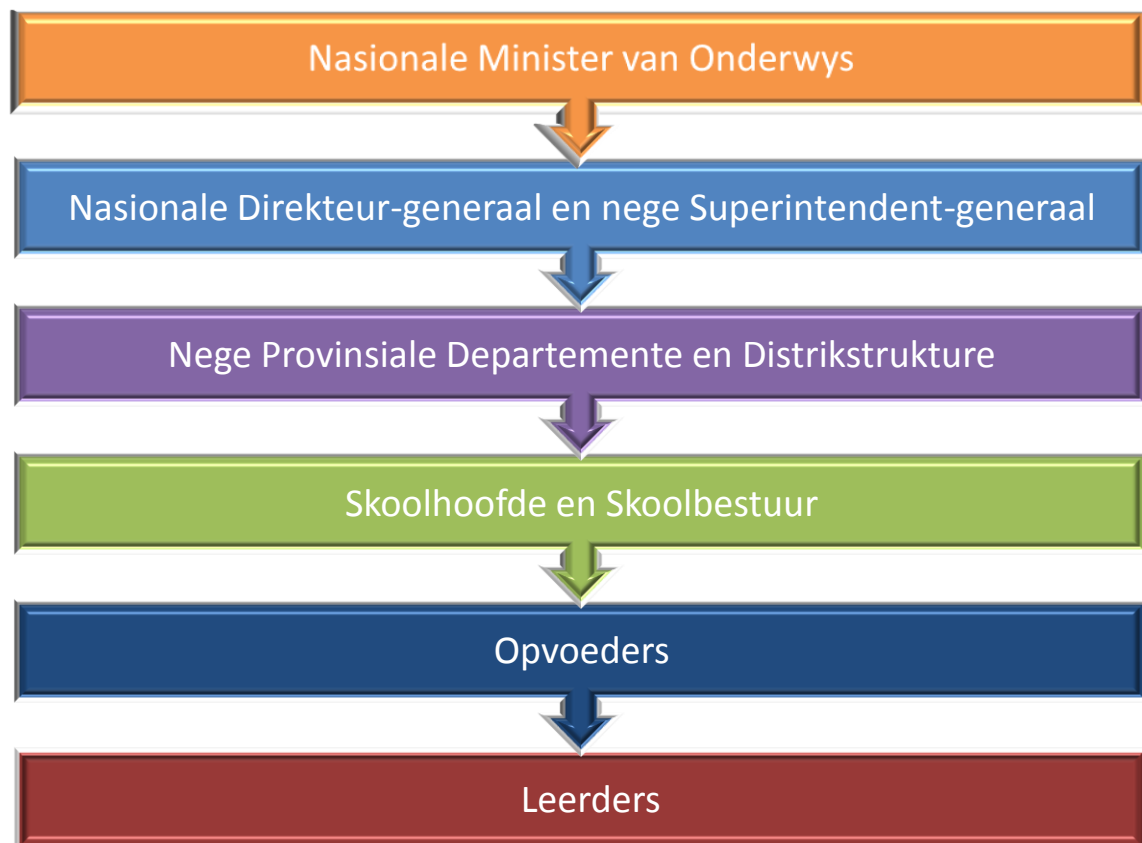 Nasionale Minister van Onderwys
Nasionale Direkteur-generaal en nege Superintendent-generaal
Nege Provinsiale Departemente en Distrikstrukture
Skoolhoofde en Skoolbestuur
Opvoeders
Leerders